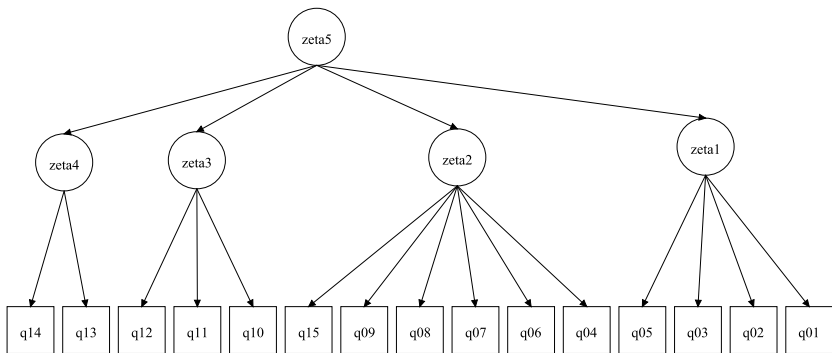 zeta5
zeta4
zeta3
zeta2
zeta1
q14 q13 q12 q11 q10 q15 q09 q08 q07 q06 q04 q05 q03 q02 q01